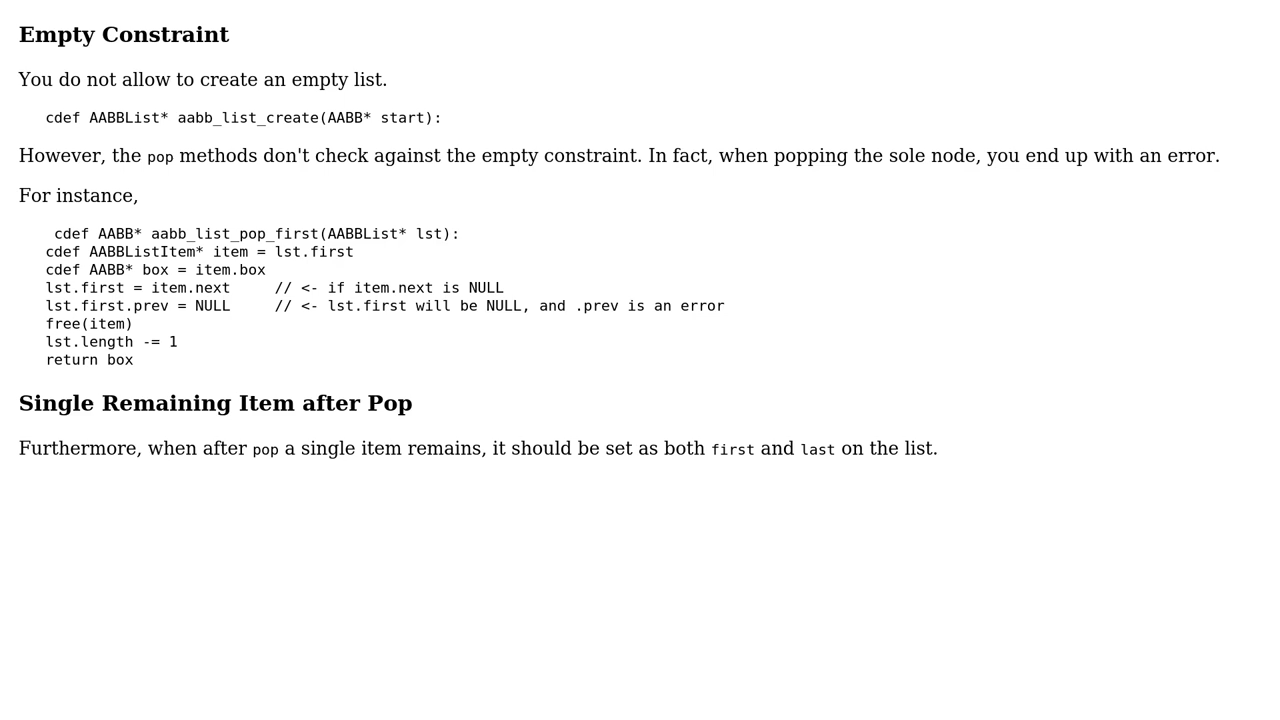 Empty Constraint
You do not allow to create an empty list.
cdef AABBList* aabb_list_create(AABB* start):
However, the pop methods don't check against the empty constraint. In fact, when popping the sole node, you end up with an error.
For instance,
cdef AABB* aabb_list_pop_first(AABBList* lst):
cdef AABBListItem* item = lst.first
cdef AABB* box = item.box
lst.first = item.next     // <- if item.next is NULL
lst.first.prev = NULL     // <- lst.first will be NULL, and .prev is an error
free(item)
lst.length -= 1
return box
Single Remaining Item after Pop
Furthermore, when after pop a single item remains, it should be set as both first and last on the list.